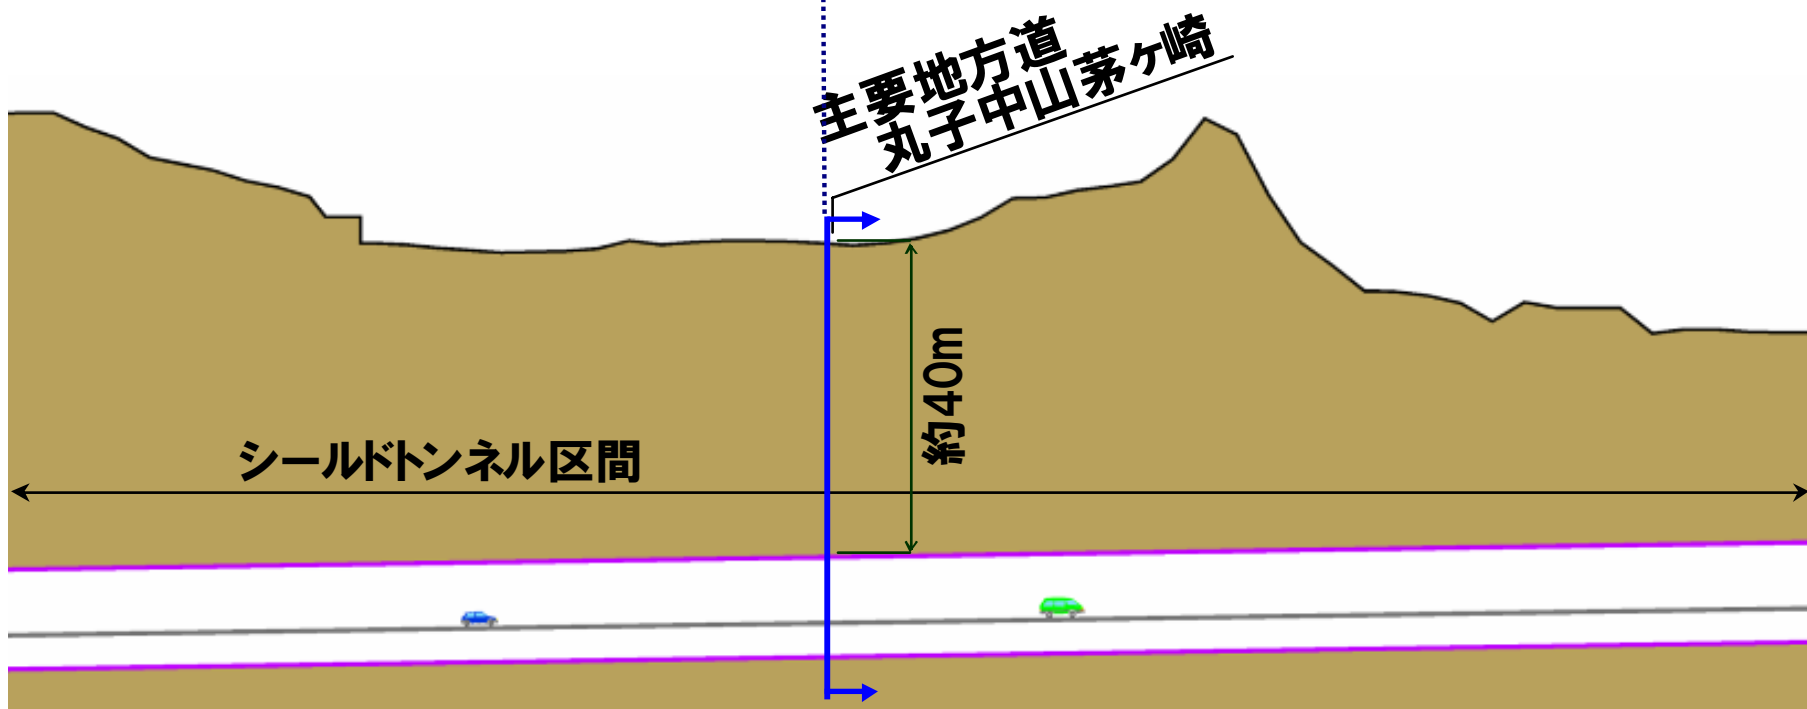 主要地方道
丸子中山茅ヶ崎
約40m
シールドトンネル区間